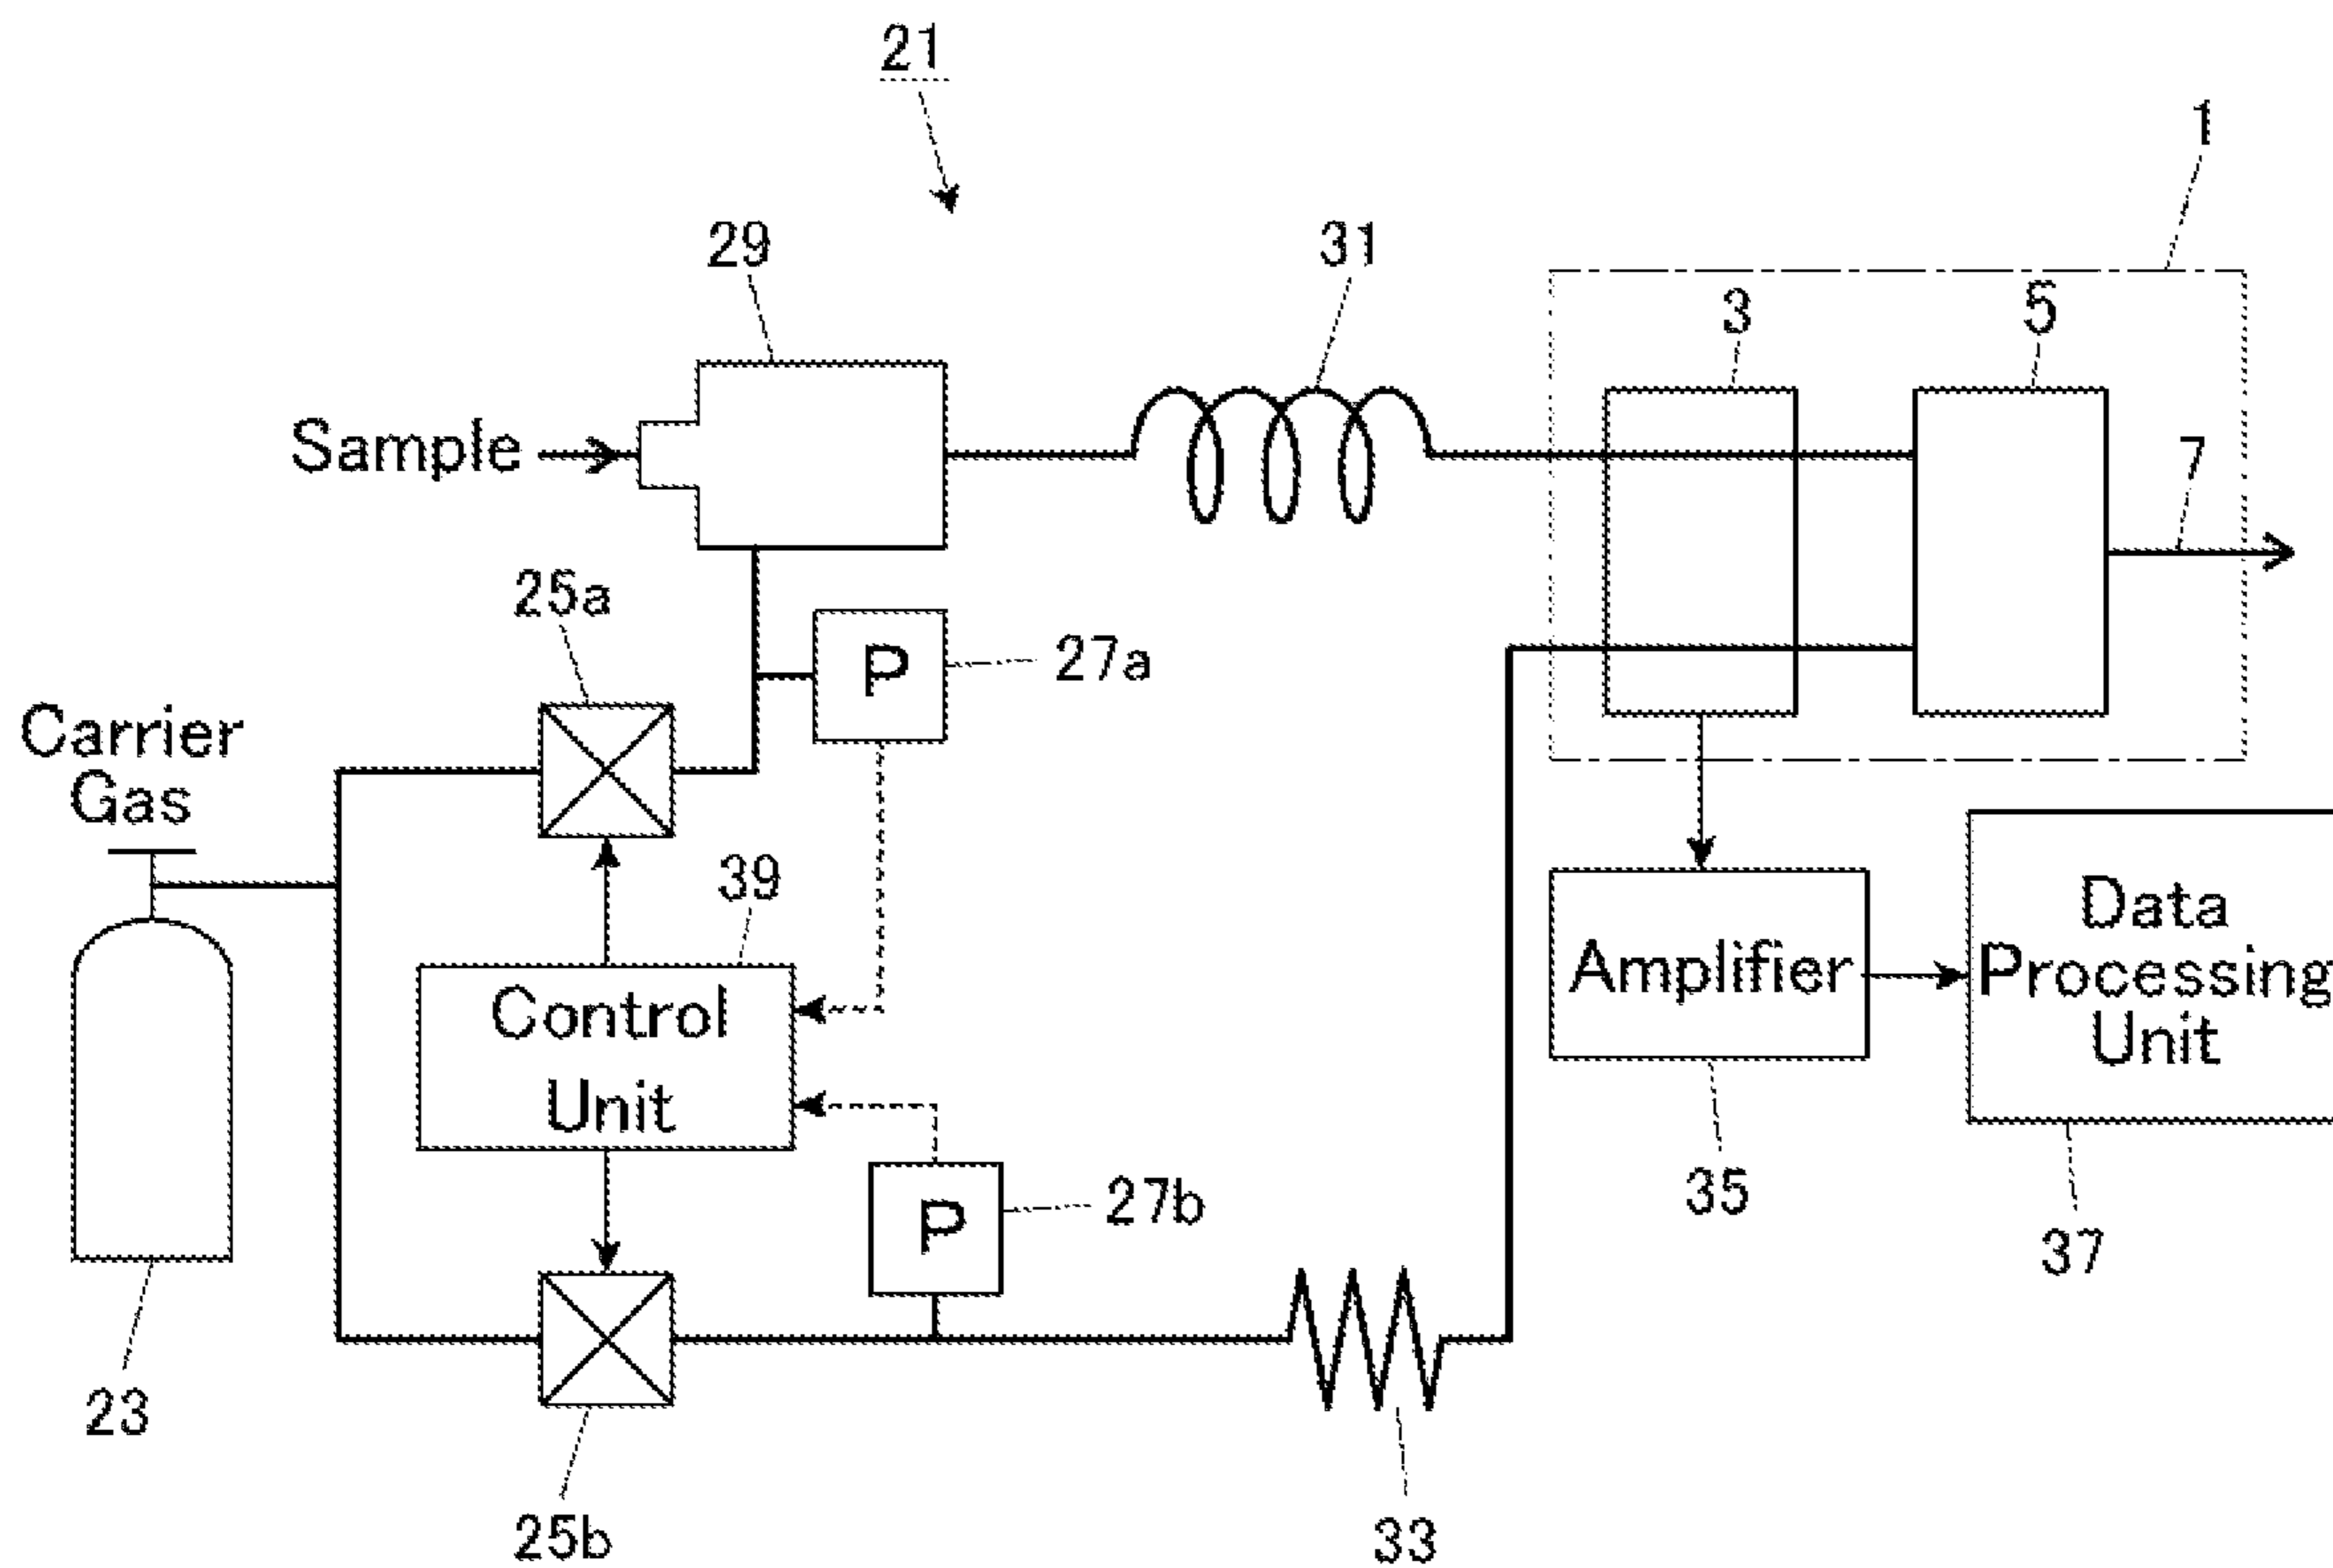 21
1
29
31
3
5
Sample
7
25a
P
27a
Carrier
Gas
39
Data
Processing
Unit
Amplifier
Control
Unit
P
27b
35
37
23
25b
33